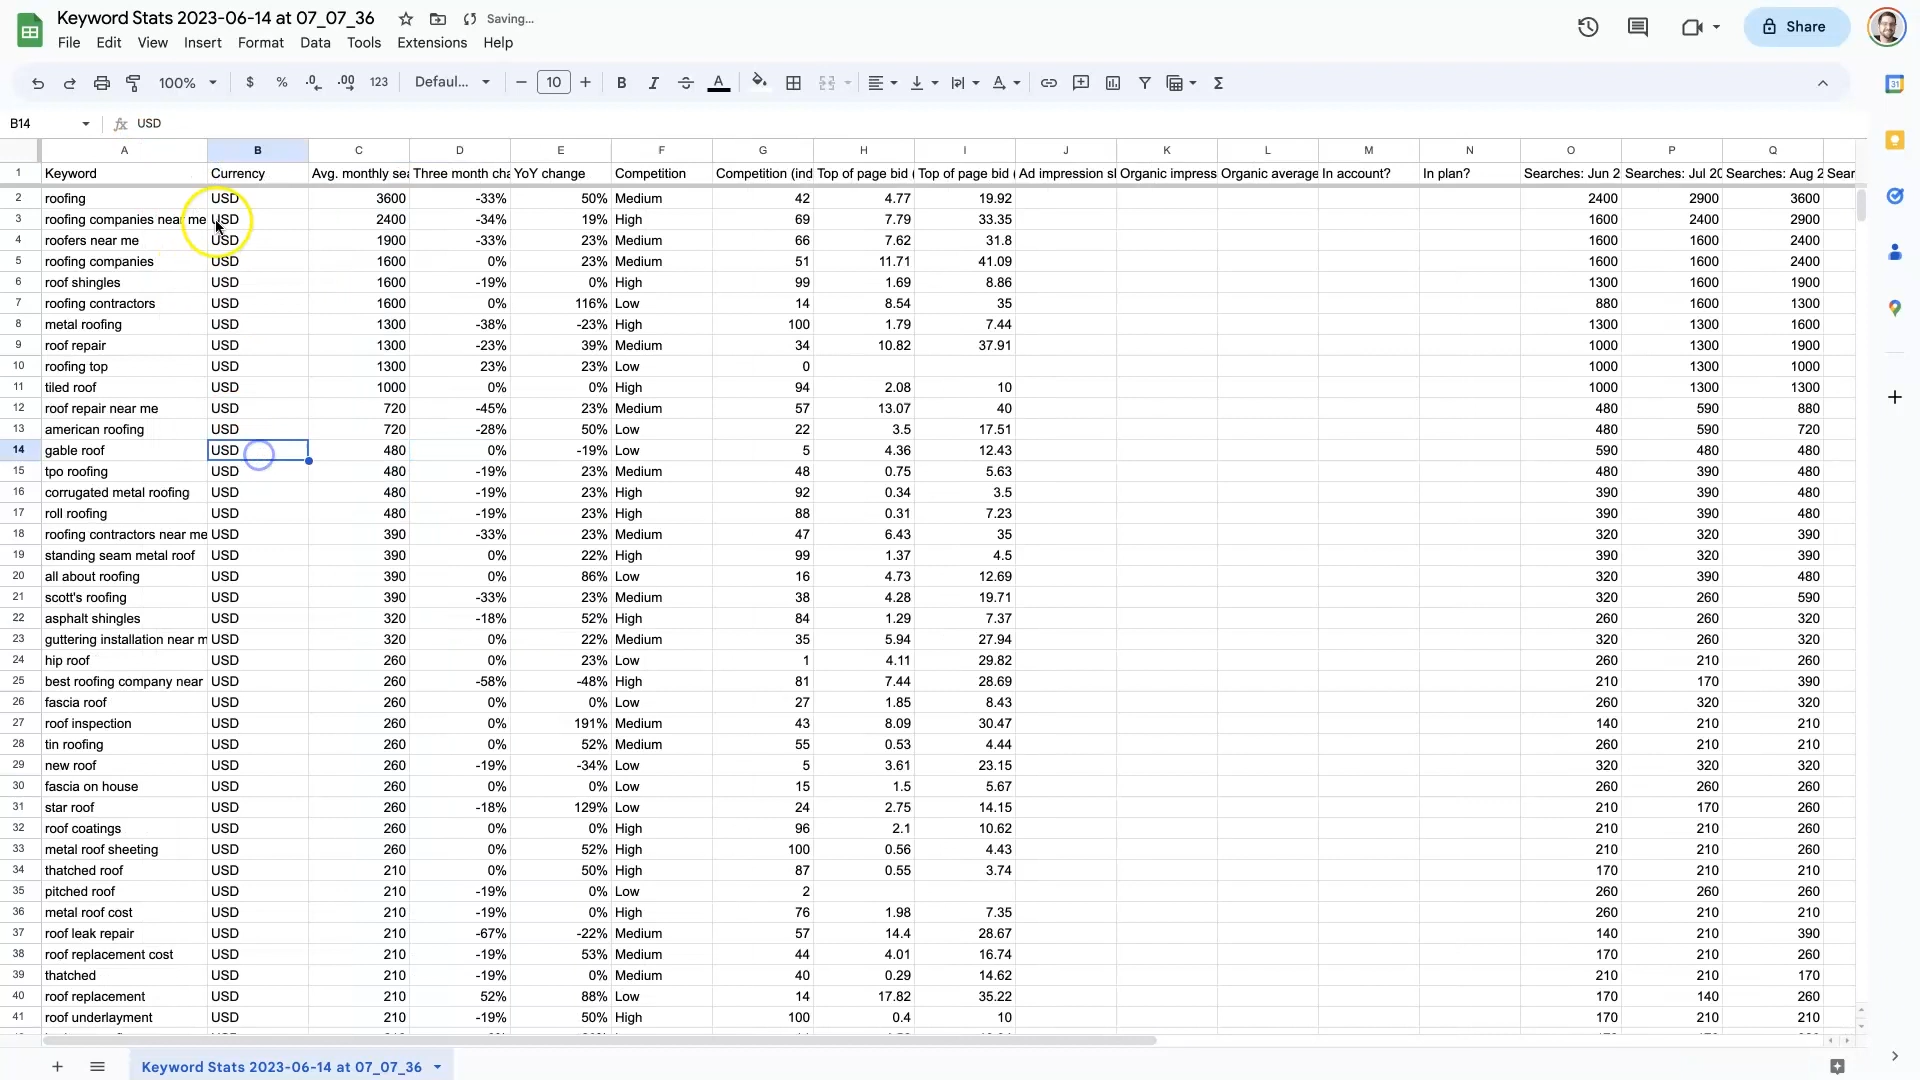 Keyword Stats 2023-06-14 at 07_07_36 Saving...
File Edit View Insert Format Data Tools Extensions Help
Share
100% $ % .0 .00 123 Defaul... 10 B I A
B14 fx USD
A B C D E F G H I J K L M N O P Q
1 Keyword Currency Avg. monthly sea Three month cha YoY change Competition Competition (ind Top of page bid ( Top of page bid ( Ad impression sh Organic impress Organic average In account? In plan? Searches: Jun 2 Searches: Jul 20 Searches: Aug 2 Sear
2 roofing USD 3600 -33% 50% Medium 42 4.77 19.92 2400 2900 3600
3 roofing companies near me USD 2400 -34% 19% High 69 7.79 33.35 1600 2400 2900
4 roofers near me USD 1900 -33% 23% Medium 66 7.62 31.8 1600 1600 2400
5 roofing companies USD 1600 0% 23% Medium 51 11.71 41.09 1600 1600 2400
6 roof shingles USD 1600 -19% 0% High 99 1.69 8.86 1300 1600 1900
7 roofing contractors USD 1600 0% 116% Low 14 8.54 35 880 1600 1300
8 metal roofing USD 1300 -38% -23% High 100 1.79 7.44 1300 1300 1600
9 roof repair USD 1300 -23% 39% Medium 34 10.82 37.91 1000 1300 1900
10 roofing top USD 1300 23% 23% Low 0 1000 1300 1000
11 tiled roof USD 1000 0% 0% High 94 2.08 10 1000 1300 1300
12 roof repair near me USD 720 -45% 23% Medium 57 13.07 40 480 590 880
13 american roofing USD 720 -28% 50% Low 22 3.5 17.51 480 590 720
14 gable roof USD 480 0% -19% Low 5 4.36 12.43 590 480 480
15 tpo roofing USD 480 -19% 23% Medium 48 0.75 5.63 480 390 480
16 corrugated metal roofing USD 480 -19% 23% High 92 0.34 3.5 390 390 480
17 roll roofing USD 480 -19% 23% High 88 0.31 7.23 390 390 480
18 roofing contractors near me USD 390 -33% 23% Medium 47 6.43 35 320 320 390
19 standing seam metal roof USD 390 0% 22% High 99 1.37 4.5 390 320 390
20 all about roofing USD 390 0% 86% Low 16 4.73 12.69 320 390 480
21 scott's roofing USD 390 -33% 23% Medium 38 4.28 19.71 320 260 590
22 asphalt shingles USD 320 -18% 52% High 84 1.29 7.37 320 260 320
23 guttering installation near m USD 320 0% 22% Medium 35 5.94 27.94 320 260 320
24 hip roof USD 260 0% 23% Low 1 4.11 29.82 260 210 260
25 best roofing company near USD 260 -58% -48% High 81 7.44 28.69 210 170 390
26 fascia roof USD 260 0% 0% Low 27 1.85 8.43 260 320 320
27 roof inspection USD 260 0% 191% Medium 43 8.09 30.47 140 210 210
28 tin roofing USD 260 0% 52% Medium 55 0.53 4.44 260 210 210
29 new roof USD 260 -19% -34% Low 5 3.61 23.15 320 320 320
30 fascia on house USD 260 0% 0% Low 15 1.5 5.67 260 260 260
31 star roof USD 260 -18% 129% Low 24 2.75 14.15 210 170 260
32 roof coatings USD 260 0% 0% High 96 2.1 10.62 210 210 260
33 metal roof sheeting USD 260 0% 52% High 100 0.56 4.43 210 210 260
34 thatched roof USD 210 0% 50% High 87 0.55 3.74 170 210 210
35 pitched roof USD 210 -19% 0% Low 2 260 260 260
36 metal roof cost USD 210 -19% 0% High 76 1.98 7.35 260 210 210
37 roof leak repair USD 210 -67% -22% Medium 57 14.4 28.67 140 210 390
38 roof replacement cost USD 210 -19% 53% Medium 44 4.01 16.74 170 210 260
39 thatched USD 210 -19% 0% Medium 40 0.29 14.62 210 210 170
40 roof replacement USD 210 52% 88% Low 14 17.82 35.22 170 140 260
41 roof underlayment USD 210 -19% 50% High 100 0.4 10 170 210 210
Keyword Stats 2023-06-14 at 07_07_36